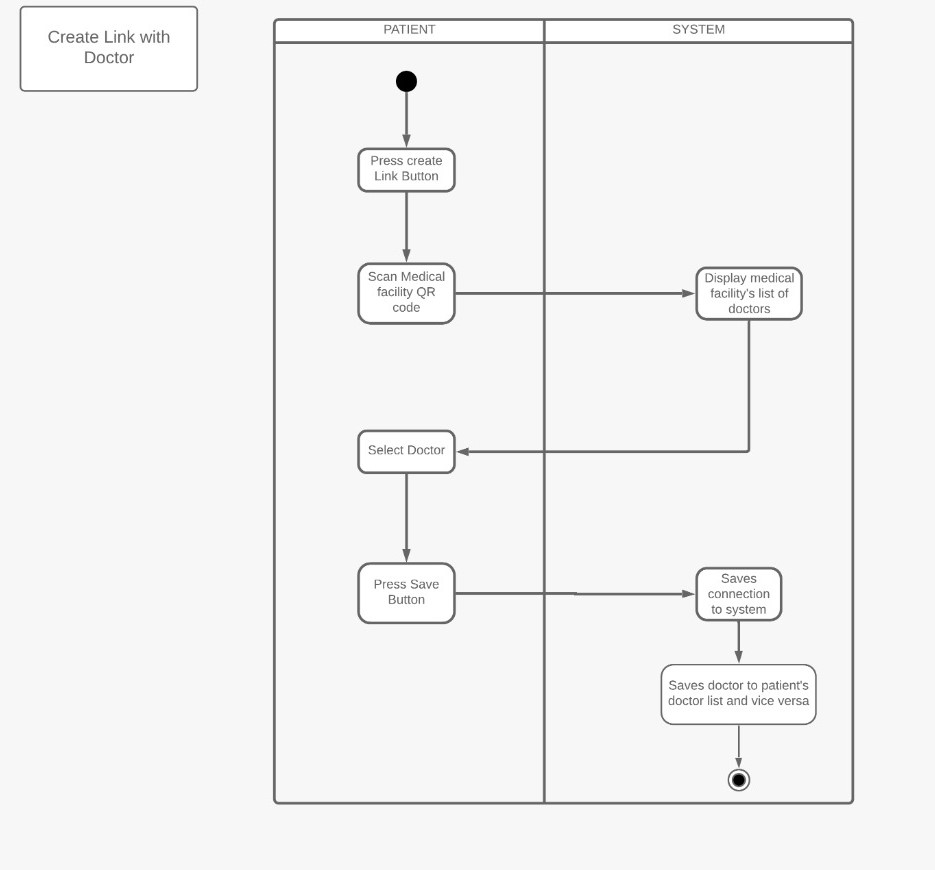 Create Link with
Doctor
PATIENT
SYSTEM
Press create
Link Button
Scan Medical
facility QR
code
Display medical
facility's list of
doctors
Select Doctor
Press Save
Button
Saves
connection
to system
Saves doctor to patient's
doctor list and vice versa